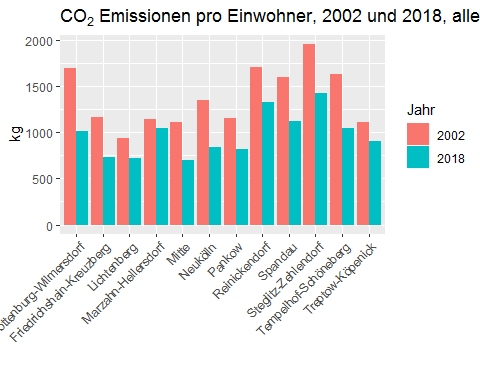 CO₂ Emissionen pro Einwohner, 2002 und 2018, alle
2000
1500
1000
500
0
kg
Jahr
2002
2018
ottenburg-Wilmersdorf
Friedrichshain-Kreuzberg
Lichtenberg
Marzahn-Hellersdorf
Mitte
Neukölln
Pankow
Reinickendorf
Spandau
Steglitz-Zehlendorf
Tempelhof-Schöneberg
Treptow-Köpenick